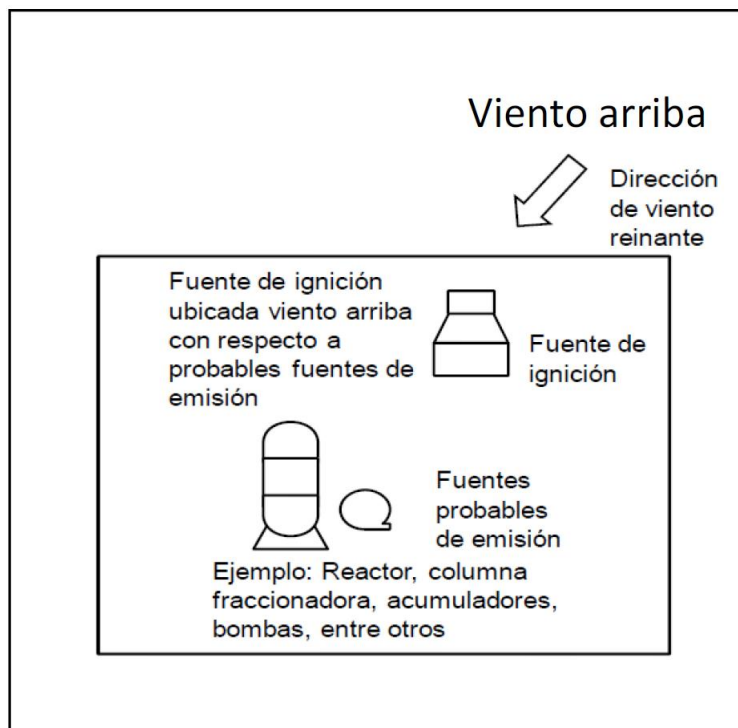 Viento arriba
Dirección
de viento
reinante
Fuente de ignición
ubicada viento arriba
con respecto a
probables fuentes de
emisión
Fuente de
ignición
Fuentes
probables
de emisión
Ejemplo: Reactor, columna
fraccionadora, acumuladores,
bombas, entre otros